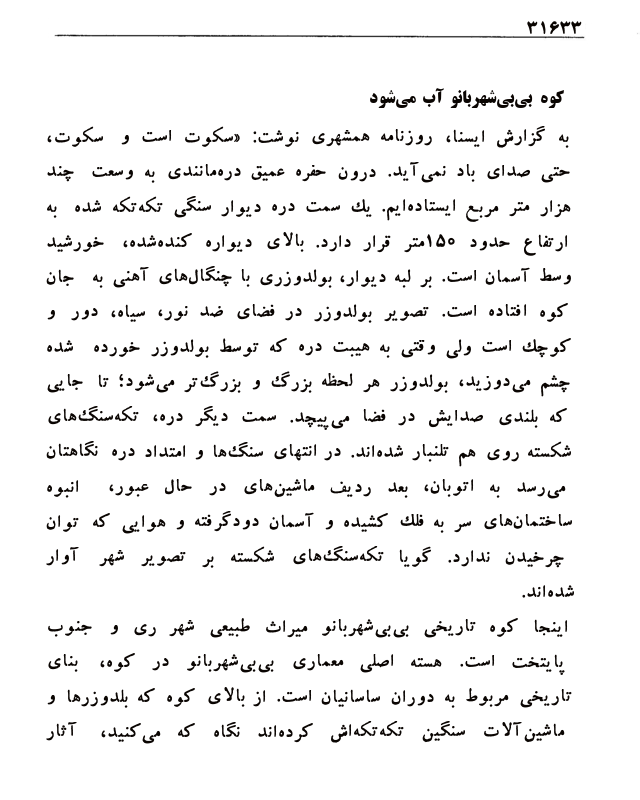 ۳۱۶۳۳
کوه بی‌بی‌شهربانو آب می‌شود
به گزارش ایسنا، روزنامه همشهری نوشت: «سکوت است و سکوت،
حتی صدای باد نمی‌آید. درون حفره عمیق دره‌مانندی به وسعت چند
هزار متر مربع ایستاده‌ایم. یك سمت دره دیوار سنگی تکه‌تکه شده به
ارتفاع حدود ۱۵۰متر قرار دارد. بالای دیواره کنده‌شده، خورشید
وسط آسمان است. بر لبه دیوار، بولدوزری با چنگال‌های آهنی به جان
کوه افتاده است. تصویر بولدوزر در فضای ضد نور، سیاه، دور و
کوچك است ولی وقتی به هیبت دره که توسط بولدوزر خورده شده
چشم می‌دوزید، بولدوزر هر لحظه بزرگ و بزرگ‌تر می‌شود؛ تا جایی
که بلندی صدایش در فضا می‌پیچد. سمت دیگر دره، تکه‌سنگ‌های
شکسته روی هم تلنبار شده‌اند. در انتهای سنگ‌ها و امتداد دره نگاهتان
می‌رسد به اتوبان، بعد ردیف ماشین‌های در حال عبور، انبوه
ساختمان‌های سر به فلك کشیده و آسمان دودگرفته و هوایی که توان
چرخیدن ندارد. گویا تکه‌سنگ‌های شکسته بر تصویر شهر آوار
شده‌اند.
اینجا کوه تاریخی بی‌بی‌شهربانو میراث طبیعی شهر ری و جنوب
پایتخت است. هسته اصلی معماری بی‌بی‌شهربانو در کوه، بنای
تاریخی مربوط به دوران ساسانیان است. از بالای کوه که بلدوزرها و
ماشین‌آلات سنگین تکه‌تکه‌اش کرده‌اند نگاه که می‌کنید، آثار